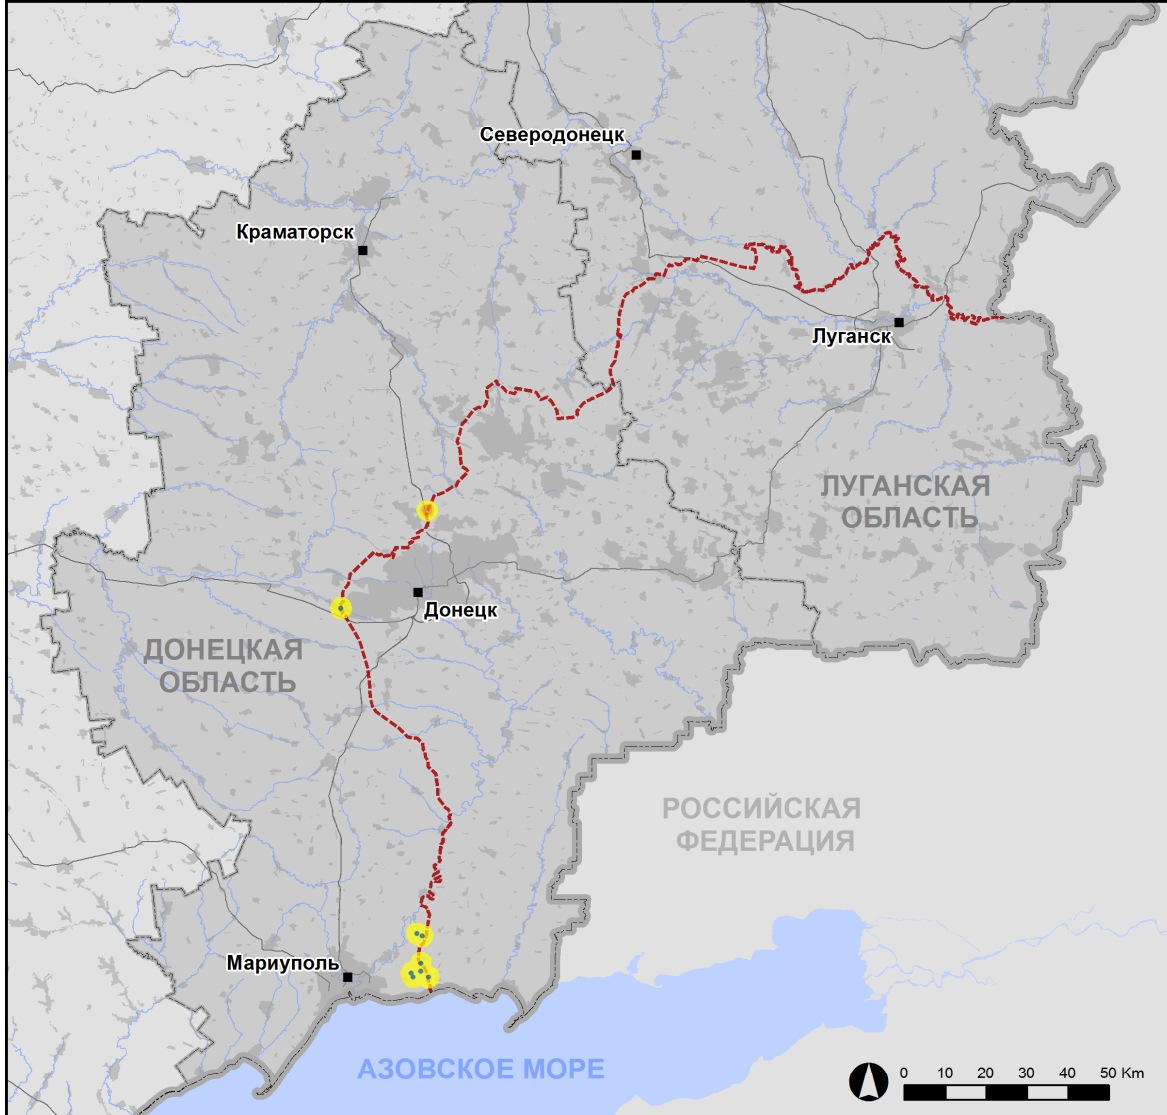 Северодонецк
Краматорск
Луганск
ЛУГАНСКАЯ
ОБЛАСТЬ
Донецк
ДОНЕЦКАЯ
ОБЛАСТЬ
РОССИЙСКАЯ
ФЕДЕРАЦИЯ
Мариуполь
АЗОВСКОЕ МОРЕ
0 10 20 30 40 50 Km